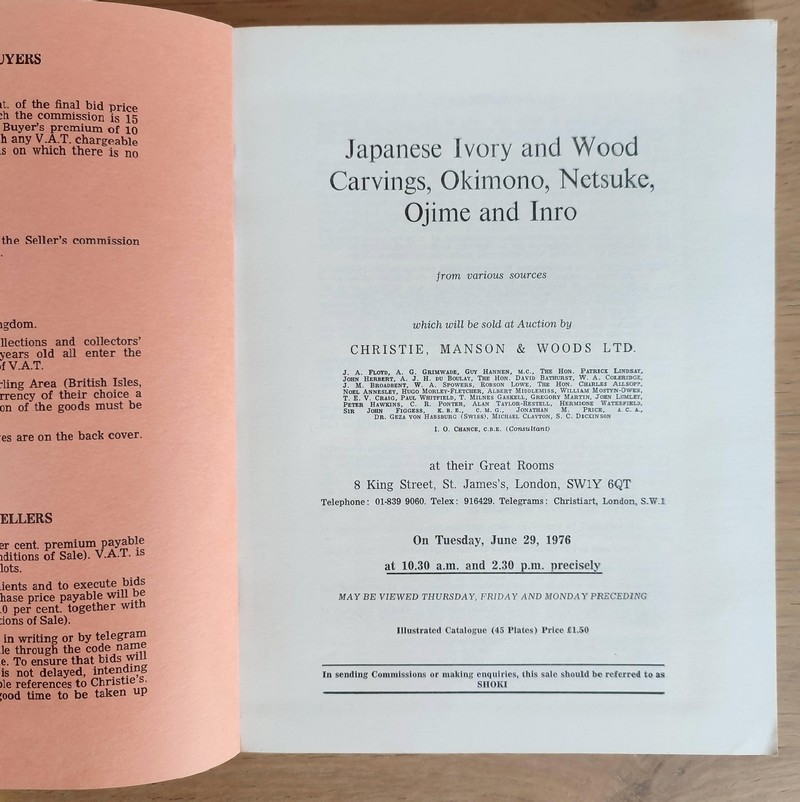 UYERS
t. of the final bid price
ch the commission is 15
Buyer's premium of 10
h any V.A.T. chargeable
s on which there is no
the Seller's commission
.
ngdom.
llections and collectors'
years old all enter the
of V.A.T.
rling Area (British Isles,
rrency of their choice a
on of the goods must be
es are on the back cover.
ELLERS
er cent. premium payable
nditions of Sale). V.A.T. is
lots.
lients and to execute bids
hase price payable will be
.0 per cent. together with
tions of Sale).
in writing or by telegram
le through the code name
e. To ensure that bids will
is not delayed, intending
ole references to Christie's.
good time to be taken up
Japanese Ivory and Wood
Carvings, Okimono, Netsuke,
Ojime and Inro
from various sources
which will be sold at Auction by
CHRISTIE, MANSON & WOODS LTD.
J. A. Floyd, A. G. Grimwade, Guy Hannen, M.C., The Hon. Patrick Lindsay,
John Herbert, A. J. H. du Boulay, The Hon. David Bathurst, W. A. Coleridge,
J. M. Broadbent, W. A. Spowers, Robson Lowe, The Hon. Charles Allsopp,
Noel Annesley, Hugo Morley-Fletcher, Albert Middlemiss, William Mostyn-Owen,
T. E. V. Craig, Paul Whitfield, T. Milnes Gaskell, Gregory Martin, John Lumley,
Peter Hawkins, C. R. Ponter, Alan Taylor-Restell, Hermione Waterfield,
Sir John Figgess, K.B.E., C.M.G., Jonathan M. Price, A.C.A.,
Dr. Geza von Habsburg (Swiss), Michael Clayton, S. C. Dickinson
I. O. Chance, C.B.E. (Consultant)
at their Great Rooms
8 King Street, St. James's, London, SW1Y 6QT
Telephone: 01-839 9060. Telex: 916429. Telegrams: Christiart, London, S.W.1
On Tuesday, June 29, 1976
at 10.30 a.m. and 2.30 p.m. precisely
MAY BE VIEWED THURSDAY, FRIDAY AND MONDAY PRECEDING
Illustrated Catalogue (45 Plates) Price £1.50
In sending Commissions or making enquiries, this sale should be referred to as
SHOKI